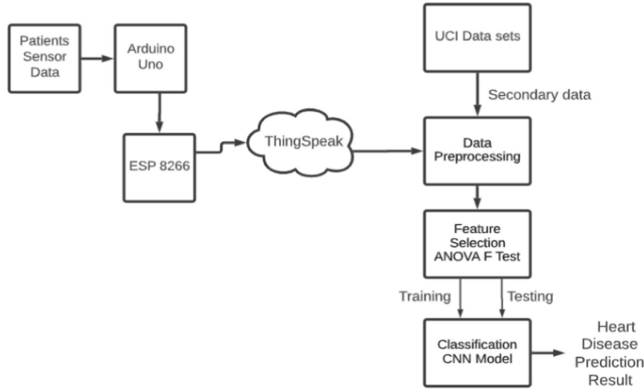 Patients
Sensor
Data
Arduino
Uno
UCI Data sets
Secondary data
ESP 8266
ThingSpeak
Data
Preprocessing
Feature
Selection
ANOVA F Test
Training
Testing
Classification
CNN Model
Heart
Disease
Prediction
Result